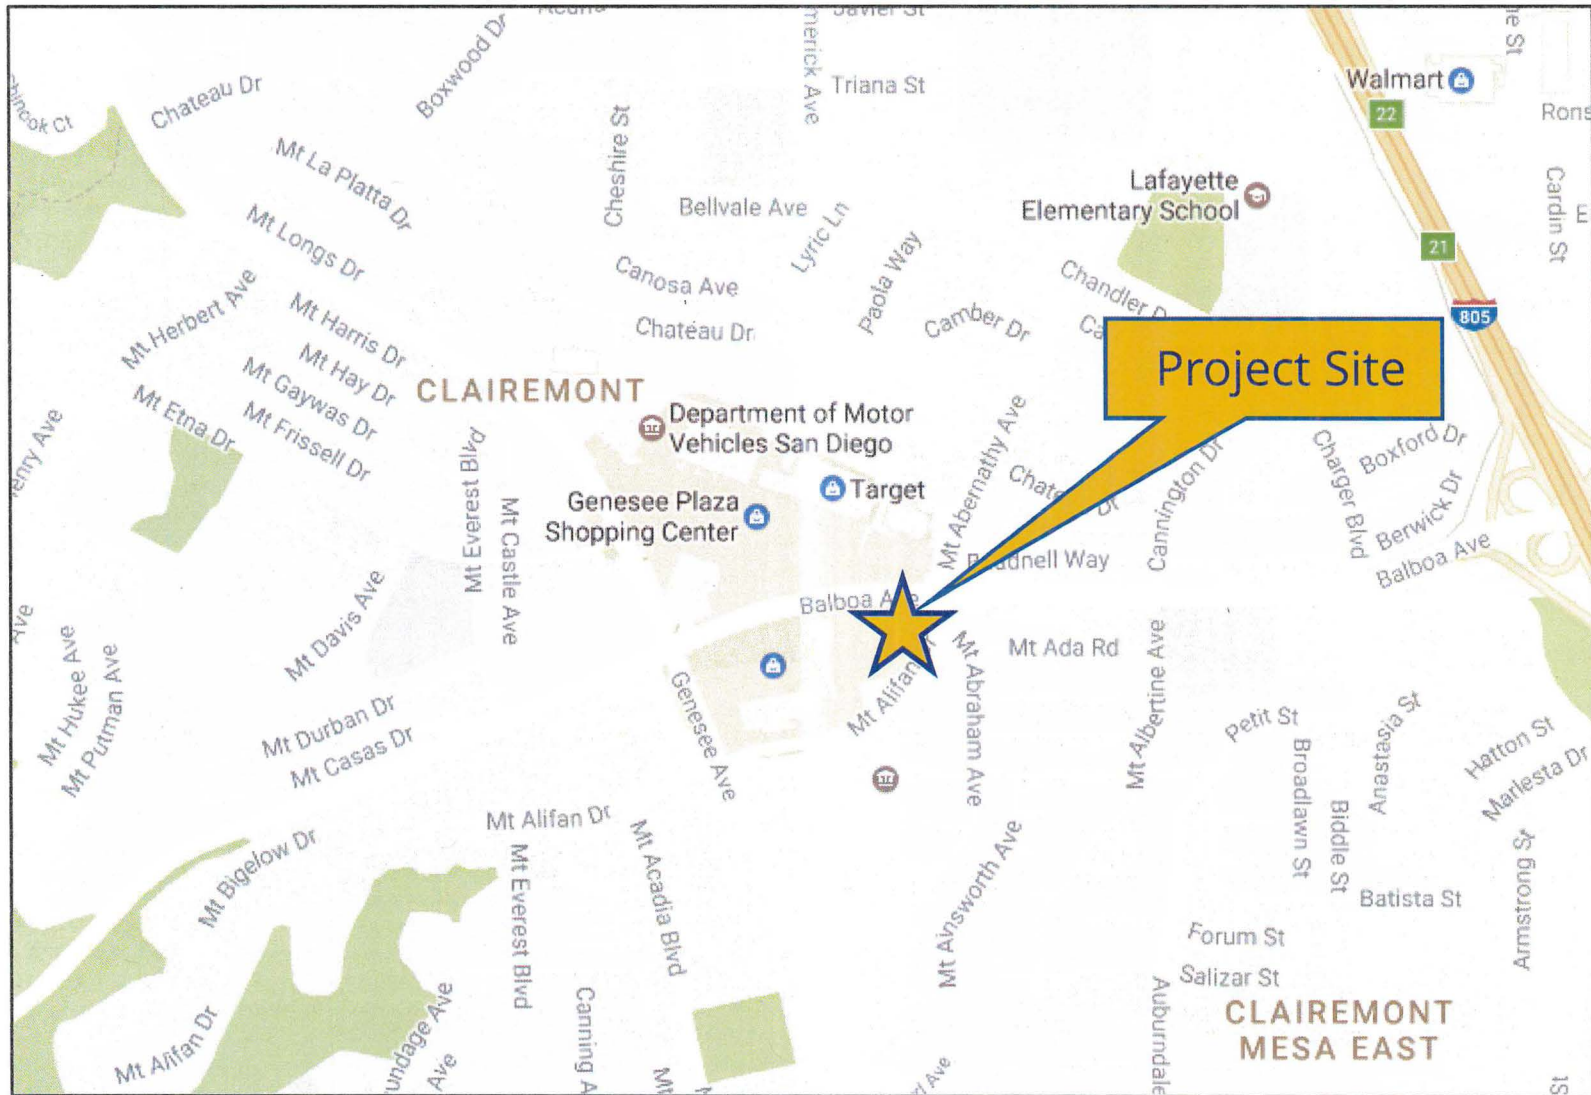 Javier St
Boxwood Dr
Chateau Dr
Triana St
Walmart
22
Mt La Platta Dr
Cheshire St
Lafayette
Elementary School
Bellvale Ave
Lyric Ln
Cardin St
E
Mt Longs Dr
21
Canosa Ave
Paola Way
Chandler
Mt Herbert Ave
Mt Harris Dr
Chateau Dr
Camber Dr
805
Project Site
Mt Hay Dr
Mt Gaywas Dr
CLAIREMONT
Mt Etna Dr
Mt Frissell Dr
Department of Motor
Vehicles San Diego
Mt Abernathy Ave
Boxford Dr
Mt Everest Blvd
Target
Cannington Dr
Charger Blvd
Genesee Plaza
Shopping Center
Mt Castle Ave
Berwick Dr
Balboa Ave
Way
Mt Davis Ave
Balboa
Mt Ada Rd
Mt Hukee Ave
Mt Putman Ave
Genesee Ave
Mt Alifan
Mt Abraham Ave
Mt Albertine Ave
Mt Durban Dr
Mt Casas Dr
Petit St
Anastasia St
Hatton St
Marlesta Dr
Broadlawn St
Biddle St
Mt Alifan Dr
Mt Bigelow Dr
Mt Everest Blvd
Mt Acadia Blvd
Mt Ainsworth Ave
Batista St
Armstrong St
Forum St
Salizar St
CLAIREMONT
MESA EAST
Auburndale
Canning A
Mt Alifan Dr
Ave
Mt